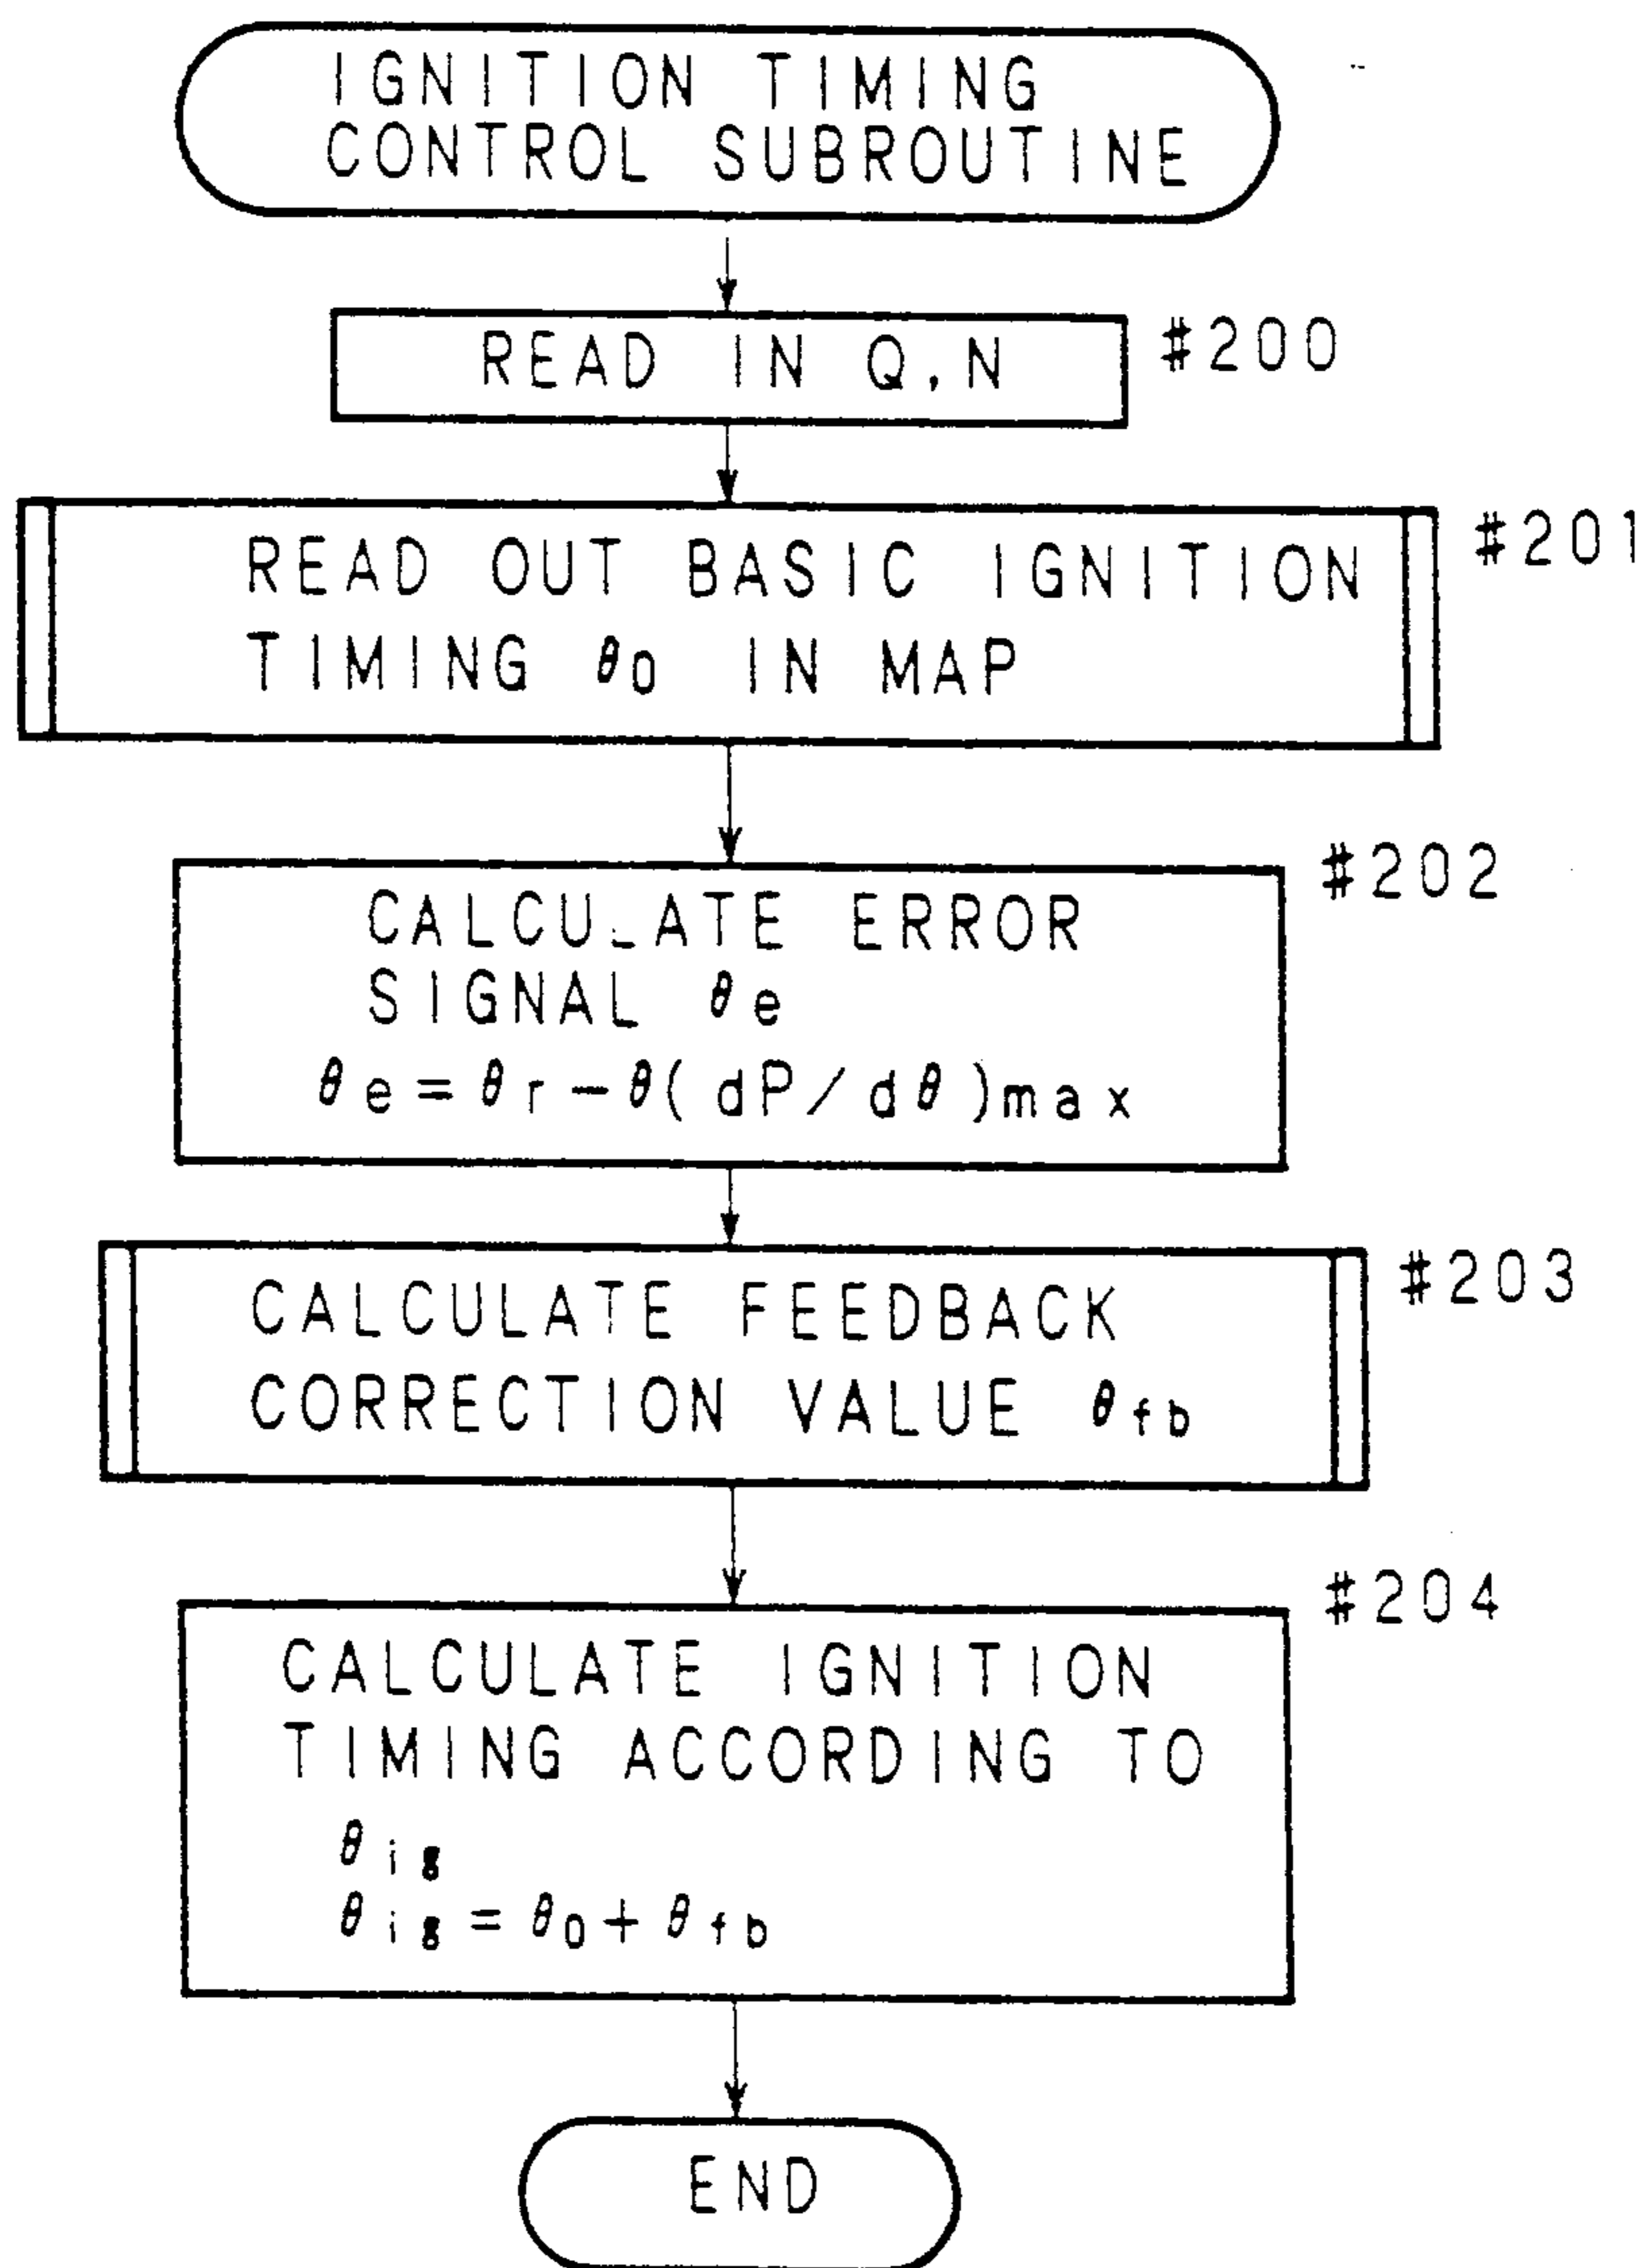 IGNITION TIMING
CONTROL SUBROUTINE
READ IN Q,N
#200
READ OUT BASIC IGNITION
TIMING θ0 IN MAP
#201
CALCULATE ERROR
SIGNAL θe
θe=θr-θ(dP/dθ)max
#202
CALCULATE FEEDBACK
CORRECTION VALUE θfb
#203
CALCULATE IGNITION
TIMING ACCORDING TO
θig
θig=θ0+θfb
#204
END